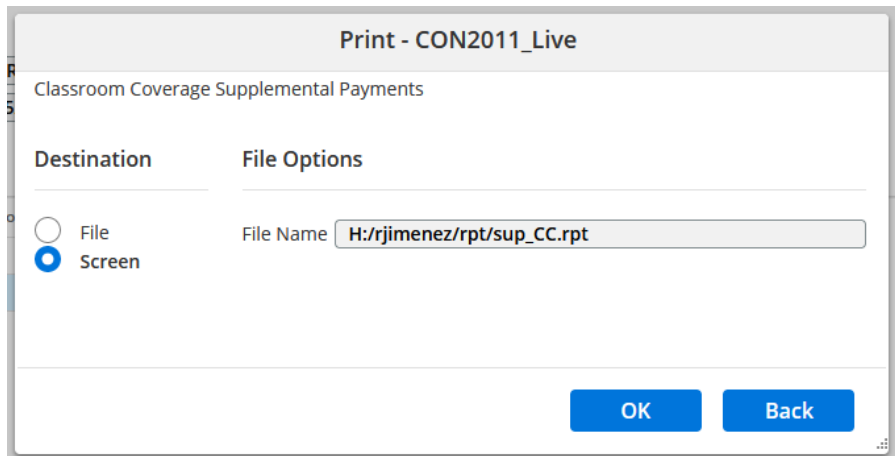 Print - CON2011_Live
R
Classroom Coverage Supplemental Payments
5
Destination
File Options
File
File Name H:/rjimenez/rpt/sup_CC.rpt
Screen
OK
Back